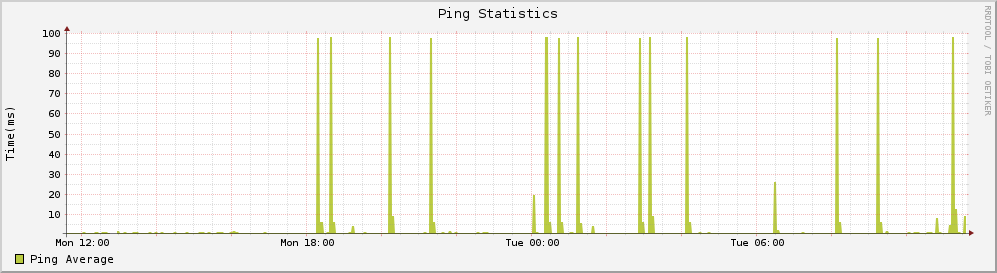 Ping Statistics
RRDTOOL / TOBI OETIKER
Time(ms)
100
90
80
70
60
50
40
30
20
10
Mon 12:00
Mon 18:00
Tue 00:00
Tue 06:00
Ping Average